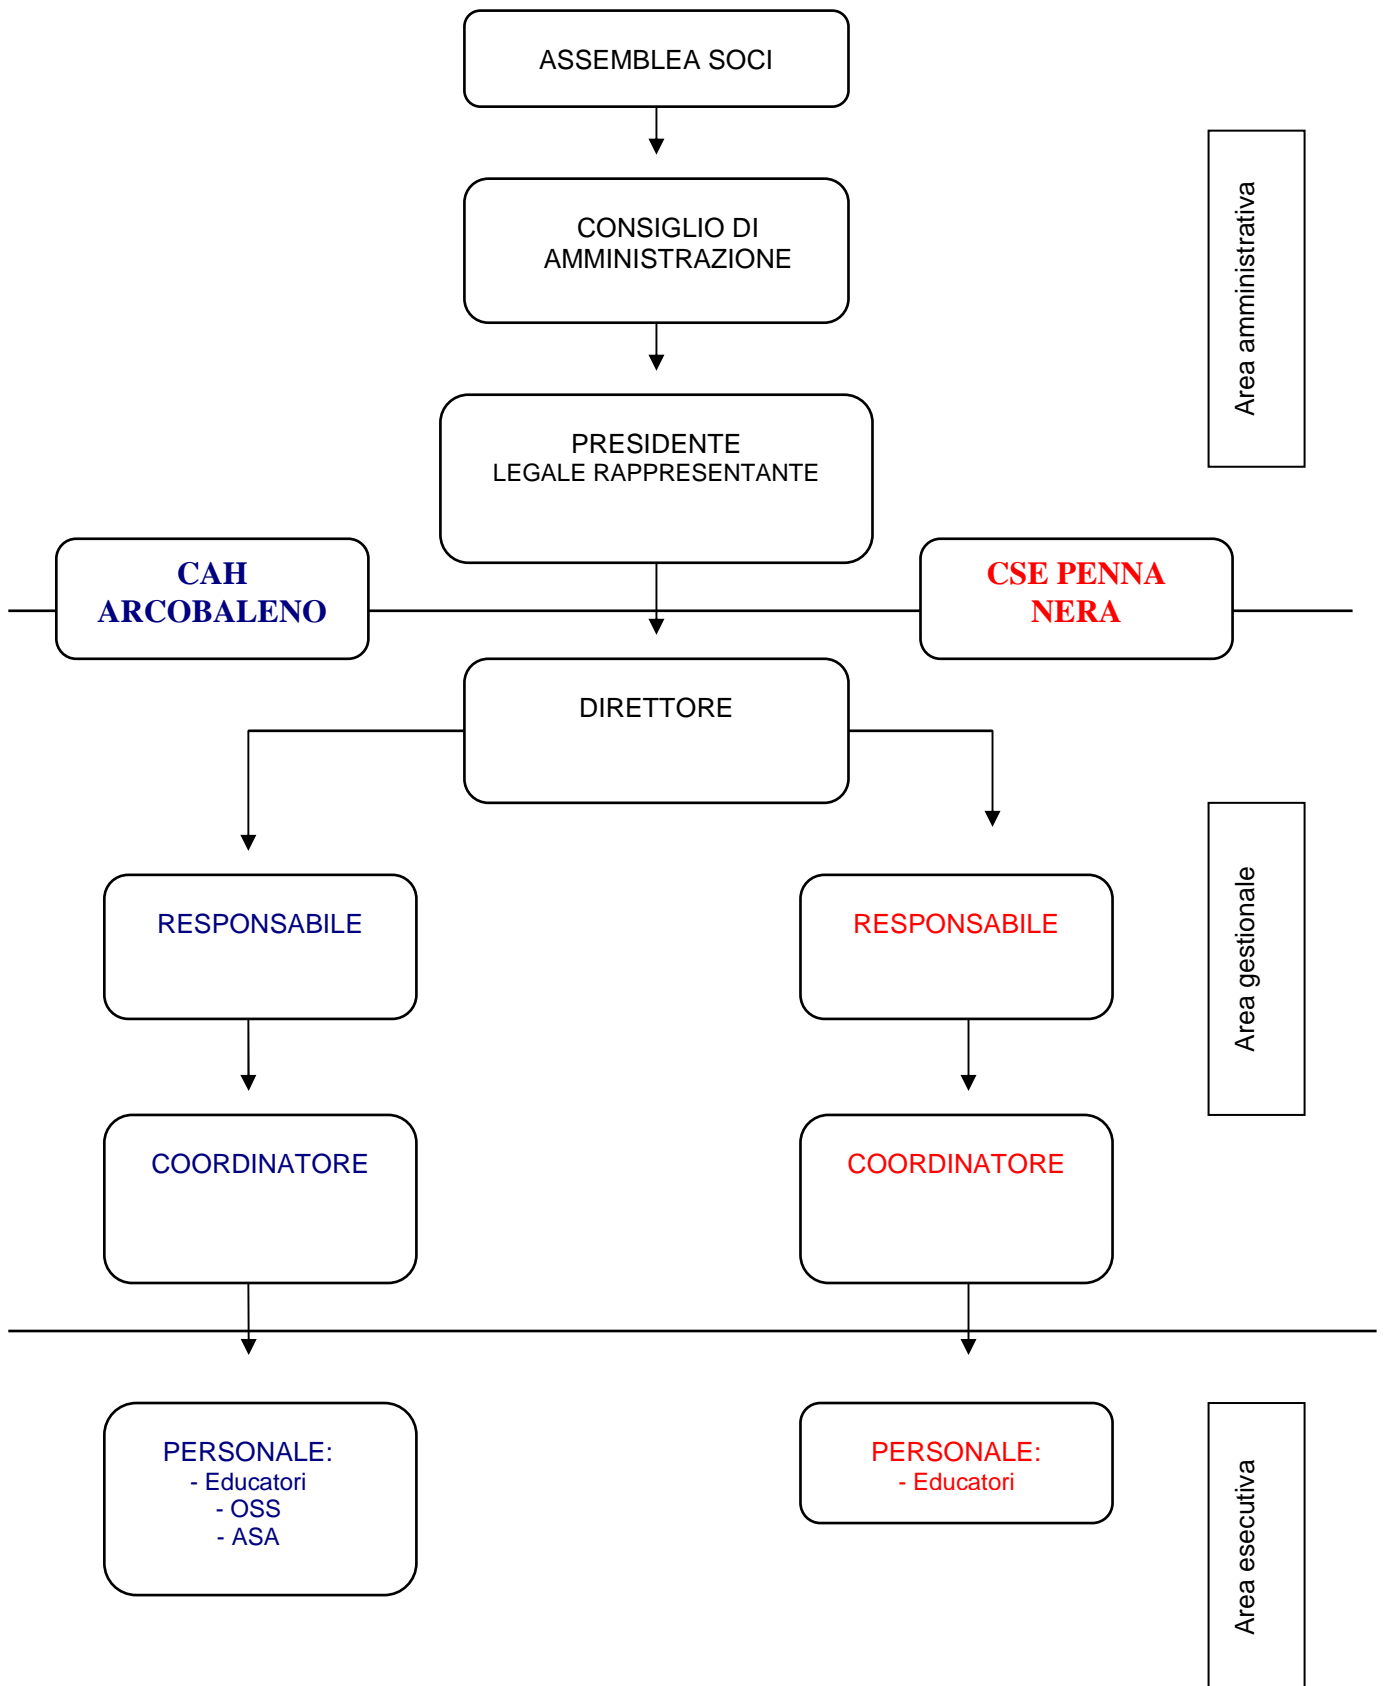 ASSEMBLEA SOCI
CONSIGLIO DI
AMMINISTRAZIONE
Area amministrativa
PRESIDENTE
LEGALE RAPPRESENTANTE
CAH
ARCOBALENO
CSE PENNA
NERA
DIRETTORE
RESPONSABILE
RESPONSABILE
Area gestionale
COORDINATORE
COORDINATORE
PERSONALE:
- Educatori
- OSS
- ASA
PERSONALE:
- Educatori
Area esecutiva